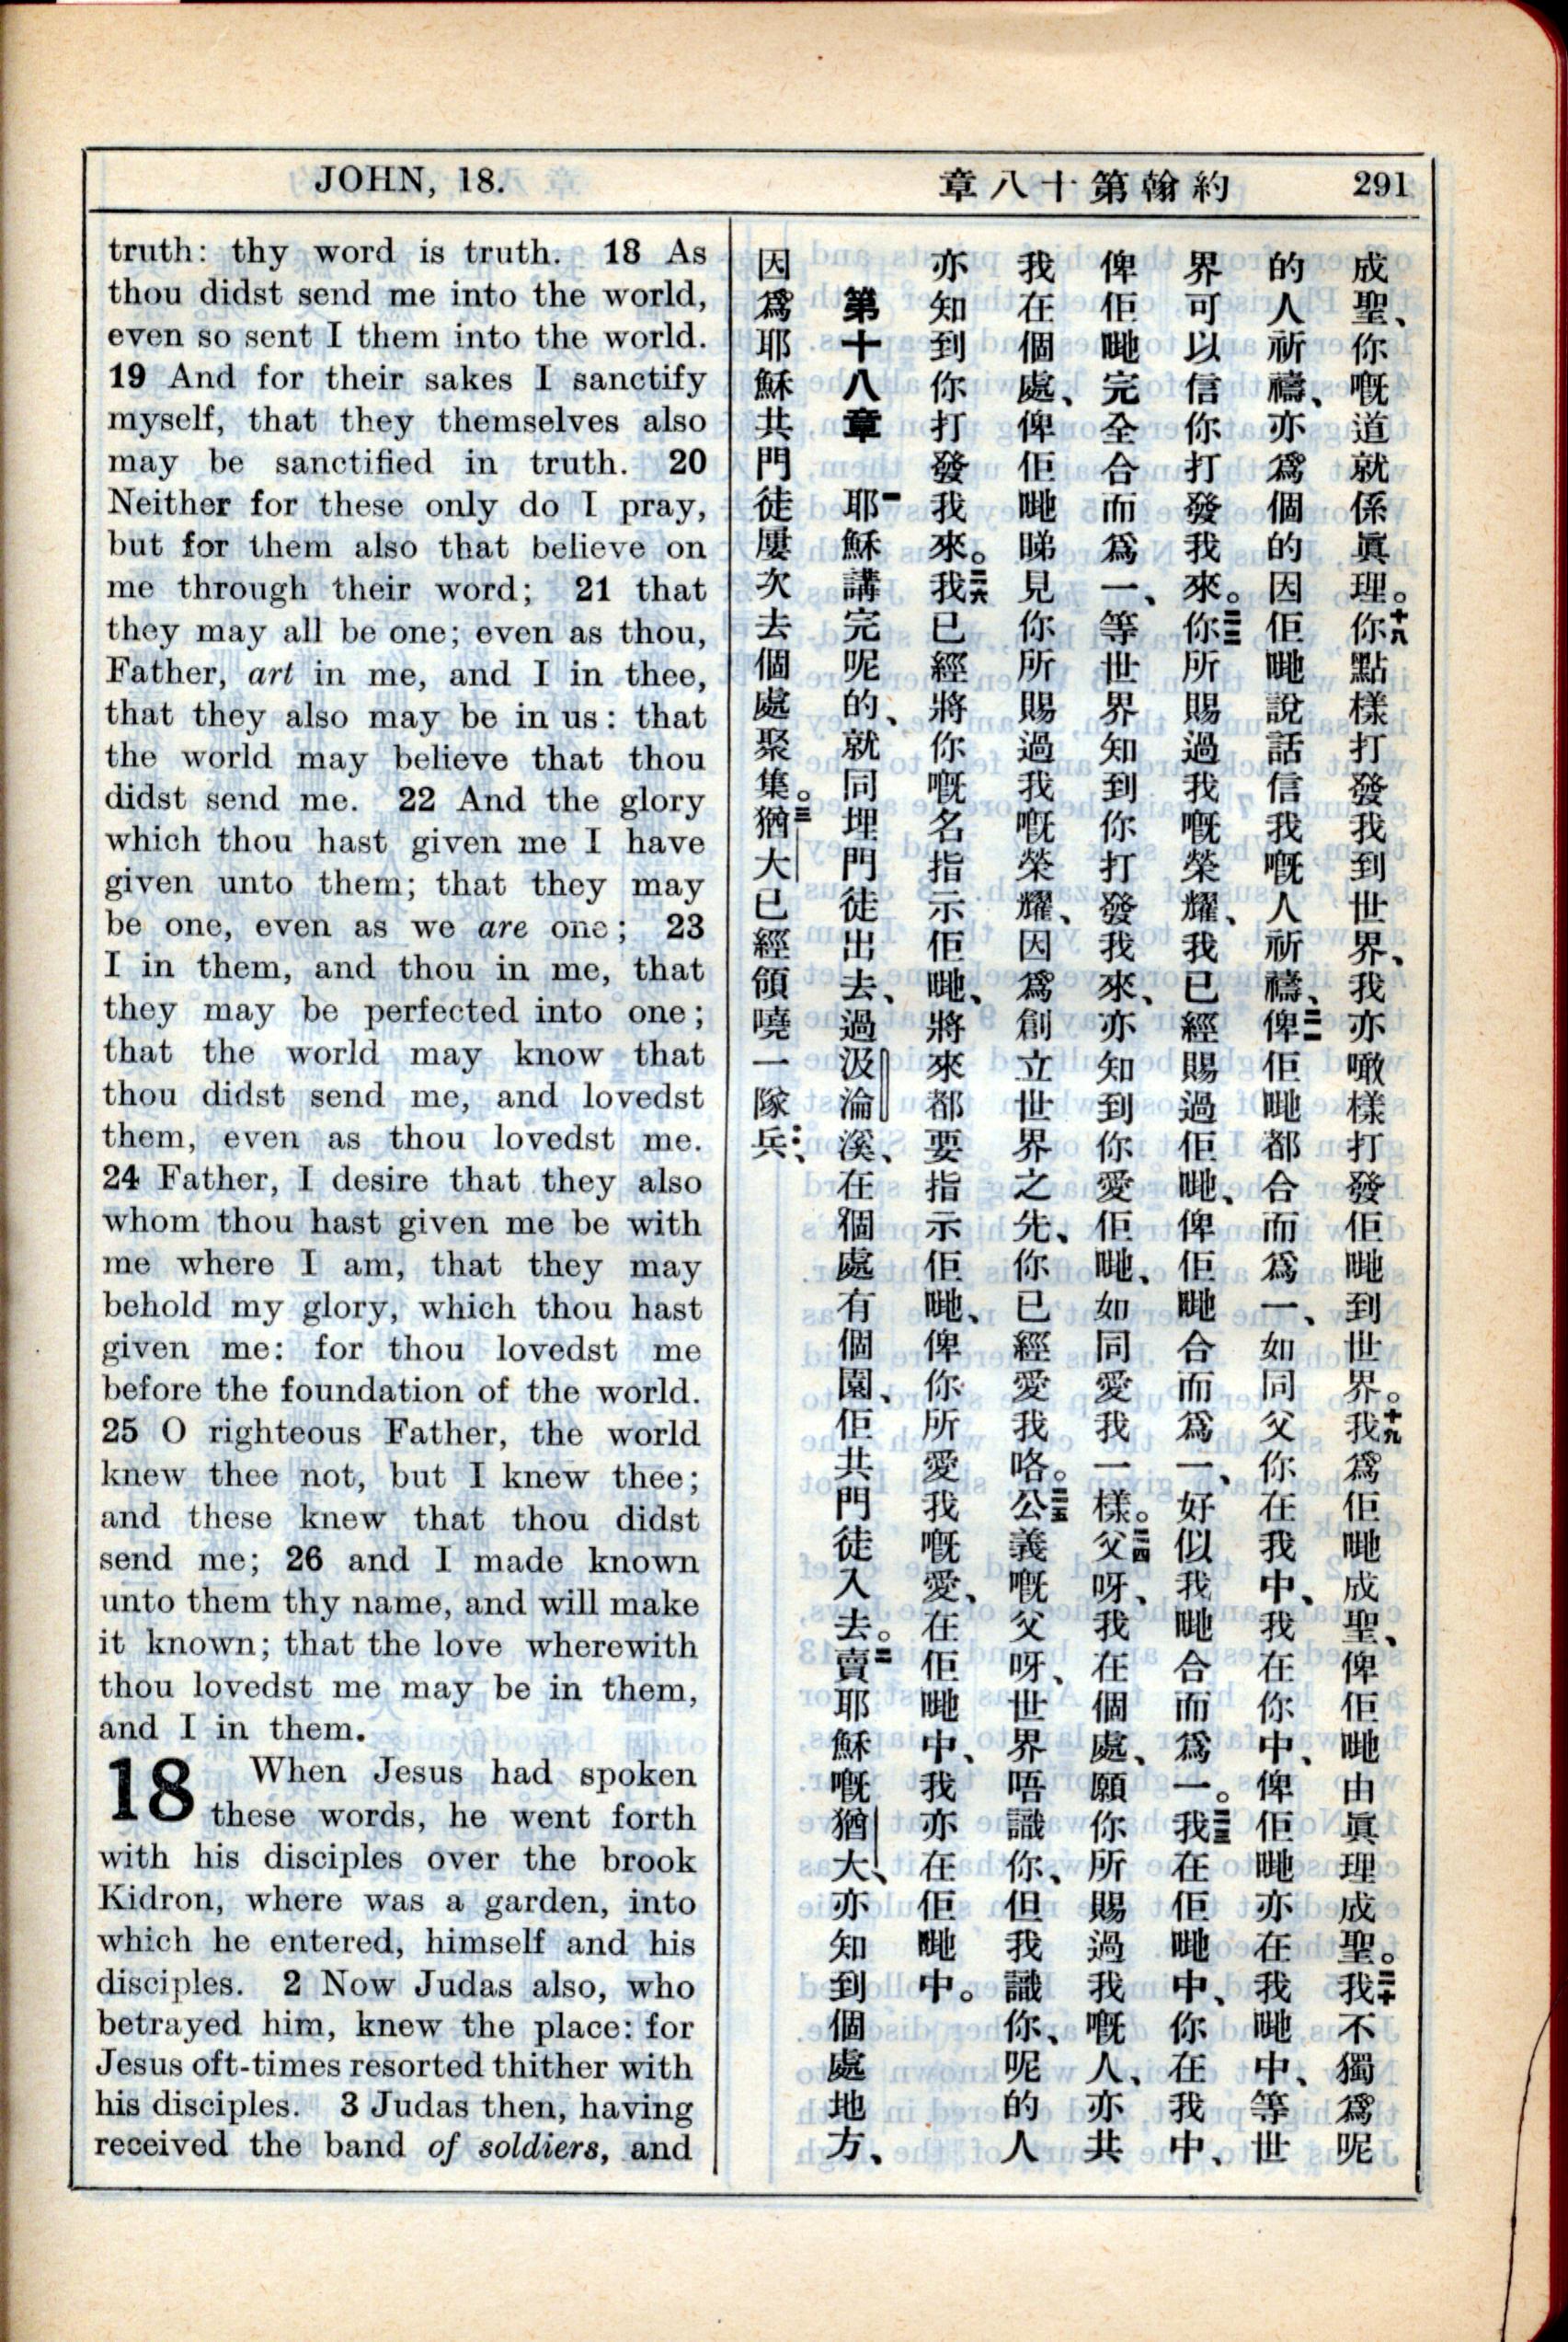 JOHN, 18.
章八十第翰約
291
truth: thy word is truth. 18 As
thou didst send me into the world,
even so sent I them into the world.
19 And for their sakes I sanctify
myself, that they themselves also
may be sanctified in truth. 20
Neither for these only do I pray,
but for them also that believe on
me through their word; 21 that
they may all be one; even as thou,
Father, art in me, and I in thee,
that they also may be in us: that
the world may believe that thou
didst send me. 22 And the glory
which thou hast given me I have
given unto them; that they may
be one, even as we are one; 23
I in them, and thou in me, that
they may be perfected into one;
that the world may know that
thou didst send me, and lovedst
them, even as thou lovedst me.
24 Father, I desire that they also
whom thou hast given me be with
me where I am, that they may
behold my glory, which thou hast
given me: for thou lovedst me
before the foundation of the world.
25 O righteous Father, the world
knew thee not, but I knew thee;
and these knew that thou didst
send me; 26 and I made known
unto them thy name, and will make
it known; that the love wherewith
thou lovedst me may be in them,
and I in them.
18 When Jesus had spoken
these words, he went forth
with his disciples over the brook
Kidron, where was a garden, into
which he entered, himself and his
disciples. 2 Now Judas also, who
betrayed him, knew the place: for
Jesus oft-times resorted thither with
his disciples. 3 Judas then, having
received the band of soldiers, and
成聖、你嘅道就係眞理。十八你點樣打發我到世界、我亦噉樣打發佢哋到世界。十九我爲佢哋成聖、俾佢哋由眞理成聖。二十我不獨爲呢
的人祈禱、亦爲個的因佢哋說話信我嘅人祈禱、二一俾佢哋都合而爲一、如同父你在我中、我在你中、俾佢哋亦在我哋中、等世
界可以信你打發我來。二二你所賜過我嘅榮耀、我已經賜過佢哋、俾佢哋合而爲一、好似我哋合而爲一。二三我在佢哋中、你在我中、
俾佢哋完全合而爲一、等世界知到你打發我來、亦知到你愛佢哋、如同愛我一樣。二四父呀、我在個處、願你所賜過我嘅人、亦共
我在個處、俾佢哋睇見你所賜過我嘅榮耀、因爲創立世界之先、你已經愛我咯。二五公義嘅父呀、世界唔識你、但我識你、呢的人
亦知到你打發我來。二六我已經將你嘅名指示佢哋、將來都要指示佢哋、俾你所愛我嘅愛、在佢哋中、我亦在佢哋中。
第十八章 一耶穌講完呢的、就同埋門徒出去、過汲淪溪、在個處有個園、佢共門徒入去。二賣耶穌嘅猶大、亦知到個處地方、
因爲耶穌共門徒屢次去個處聚集。三猶大已經領曉一隊兵、